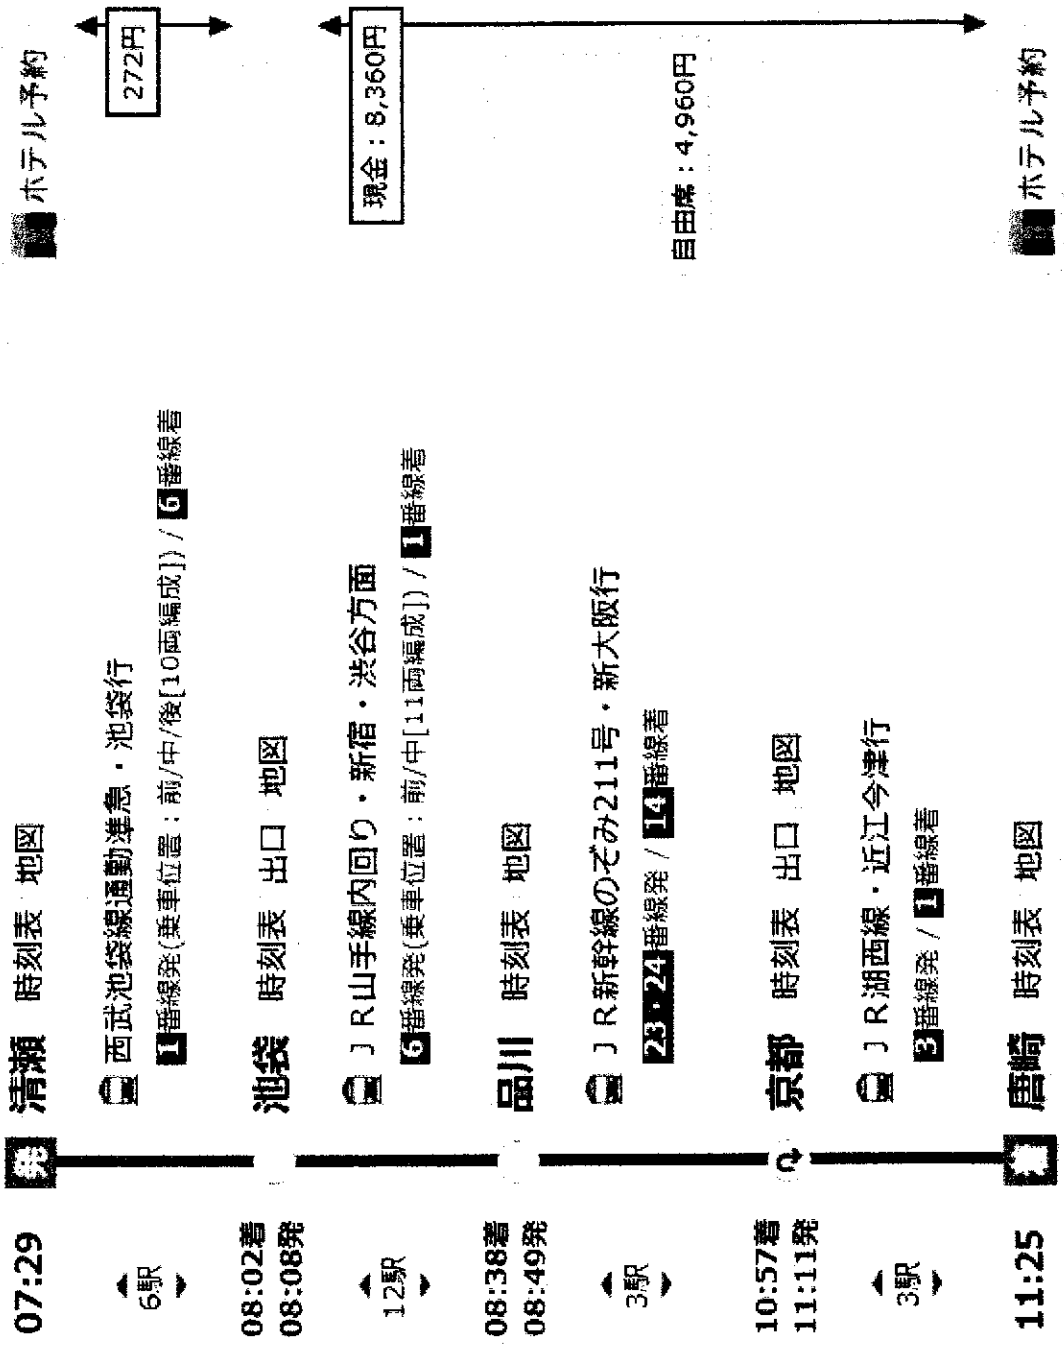 07:29 発 清瀬 時刻表 地図 ホテル予約
6駅 西武池袋線通勤準急・池袋行 272円
1番線発(乗車位置：前/中/後[10両編成]) / 6番線着
08:02着
08:08発
池袋 時刻表 出口 地図
12駅 ＪＲ山手線内回り・新宿・渋谷方面 現金：8,360円
6番線発(乗車位置：前/中[11両編成]) / 1番線着
08:38着
08:49発
品川 時刻表 地図
3駅 ＪＲ新幹線のぞみ211号・新大阪行
23・24番線発 / 14番線着 自由席：4,960円
10:57着
11:11発
京都 時刻表 出口 地図
3駅 ＪＲ湖西線・近江今津行
3番線発 / 1番線着
11:25 唐崎 時刻表 地図 ホテル予約